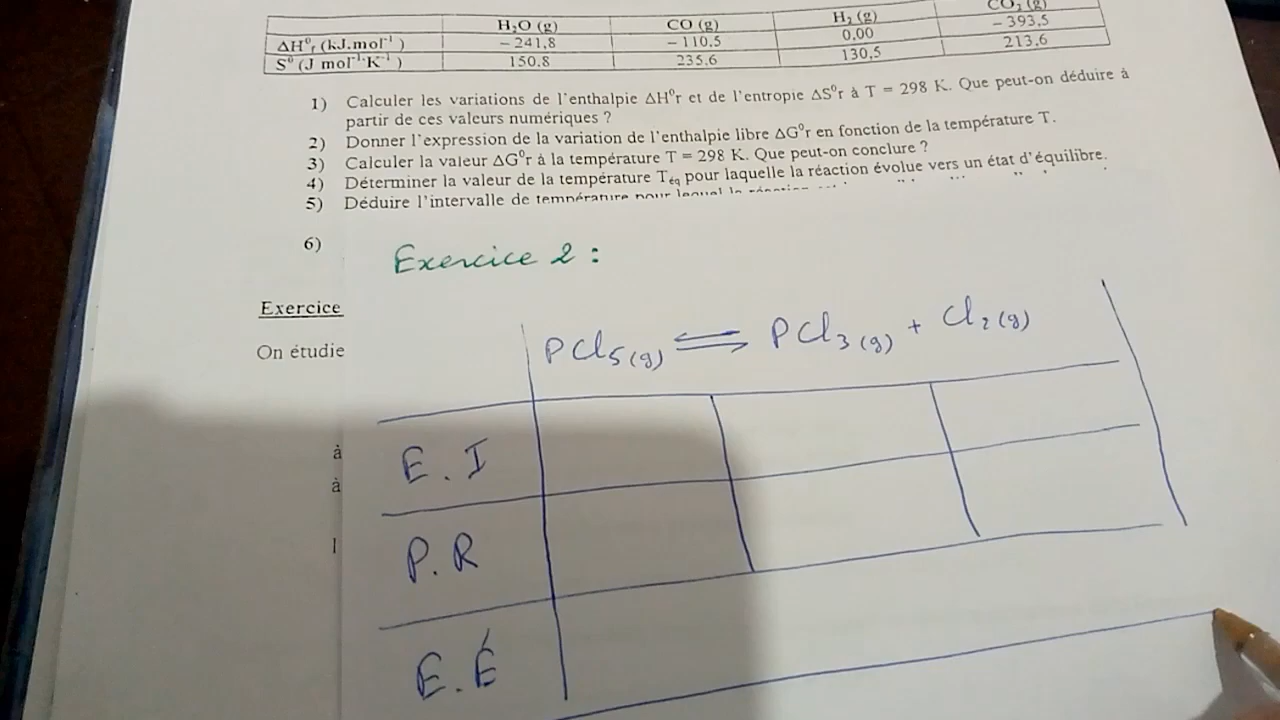 H₂O (g) CO (g) H₂ (g) CO₂ (g)
ΔH⁰f (kJ.mol⁻¹) − 241,8 − 110,5 0,00 − 393,5
S⁰ (J mol⁻¹·K⁻¹) 150,8 235,6 130,5 213,6
1) Calculer les variations de l'enthalpie ΔH⁰r et de l'entropie ΔS⁰r à T = 298 K. Que peut-on déduire à
partir de ces valeurs numériques ?
2) Donner l'expression de la variation de l'enthalpie libre ΔG⁰r en fonction de la température T.
3) Calculer la valeur ΔG⁰r à la température T = 298 K. Que peut-on conclure ?
4) Déterminer la valeur de la température Téq pour laquelle la réaction évolue vers un état d'équilibre.
5) Déduire l'intervalle de température pour lequel la réaction
6)
Exercice 2 :
Exercice
PCl₅(g) ⇌ PCl₃(g) + Cl₂(g)
On étudie
à
E.I
à
l
P.R
E.É